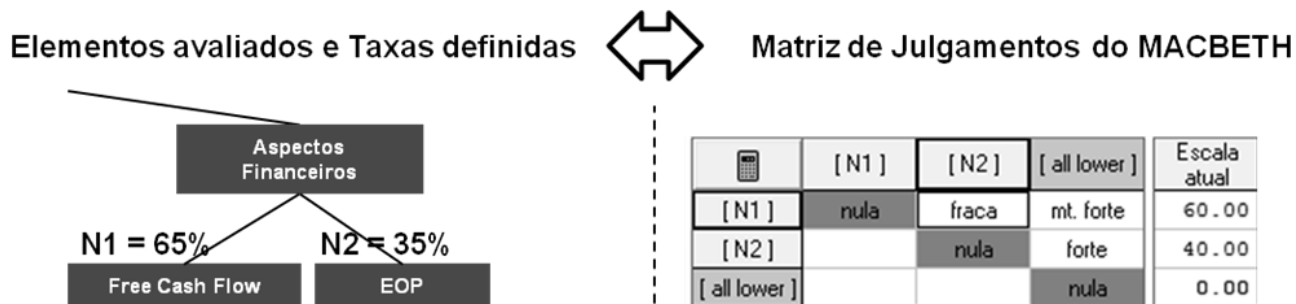 Elementos avaliados e Taxas definidas
Matriz de Julgamentos do MACBETH
Aspectos
Financeiros
N1 = 65%
N2 = 35%
Free Cash Flow
EOP
[ N1 ] [ N2 ] [ all lower ] Escala
atual
[ N1 ] nula fraca mt. forte 60.00
[ N2 ] nula forte 40.00
[ all lower ] nula 0.00